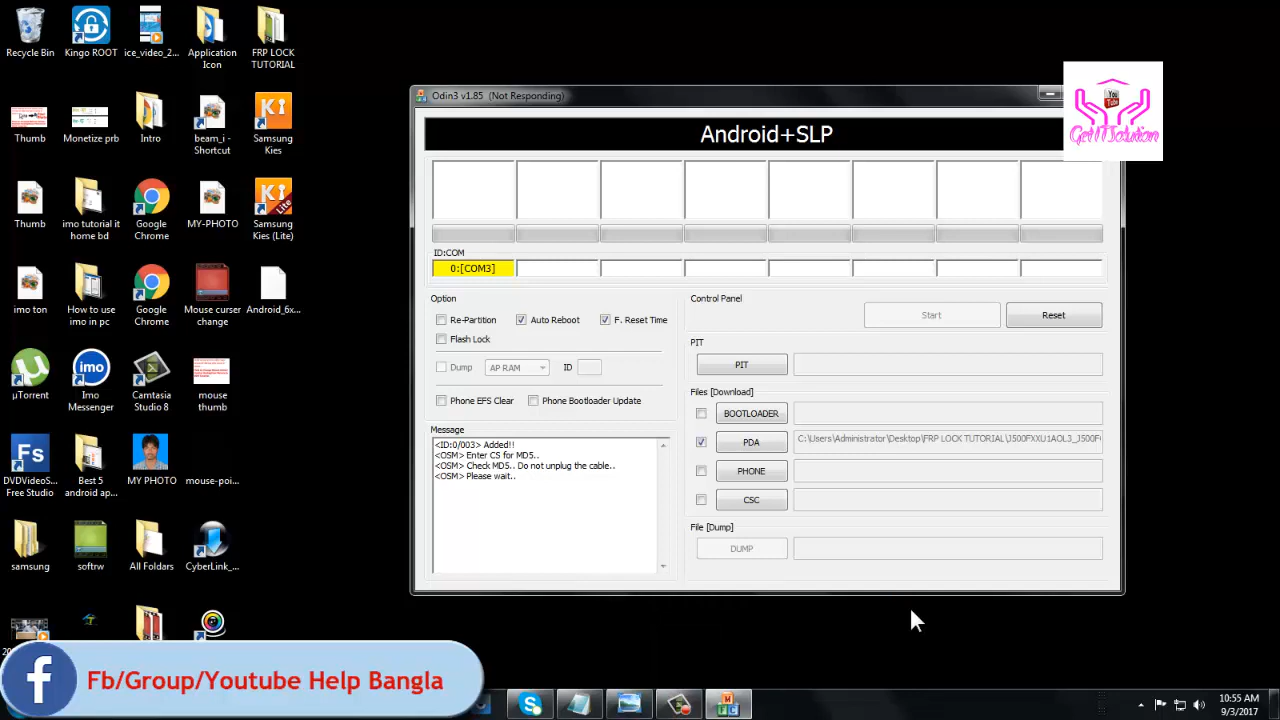 Recycle Bin
Kingo ROOT
ice_video_2...
Application
Icon
FRP LOCK
TUTORIAL
Thumb
Monetize prb
Intro
beam_i -
Shortcut
Samsung
Kies
Thumb
imo tutorial it
home bd
Google
Chrome
MY-PHOTO
Samsung
Kies (Lite)
imo ton
How to use
imo in pc
Google
Chrome
Mouse curser
change
Android_6x...
µTorrent
Imo
Messenger
Camtasia
Studio 8
mouse
thumb
DVDVideoS...
Free Studio
Best 5
android ap...
MY PHOTO
mouse-poi...
samsung
softrw
All Foldars
CyberLink_...
Odin3 v1.85 (Not Responding)
Android+SLP
You
Tube
Get IT Solution
ID:COM
0:[COM3]
Option
Re-Partition
Auto Reboot
F. Reset Time
Flash Lock
Dump
AP RAM
ID
Phone EFS Clear
Phone Bootloader Update
Message
<ID:0/003> Added!!
<OSM> Enter CS for MD5..
<OSM> Check MD5.. Do not unplug the cable..
<OSM> Please wait..
Control Panel
Start
Reset
PIT
PIT
Files [Download]
BOOTLOADER
PDA
C:\Users\Administrator\Desktop\FRP LOCK TUTORIAL\J500FXXU1AOL3_J500F
PHONE
CSC
File [Dump]
DUMP
Fb/Group/Youtube Help Bangla
10:55 AM
9/3/2017